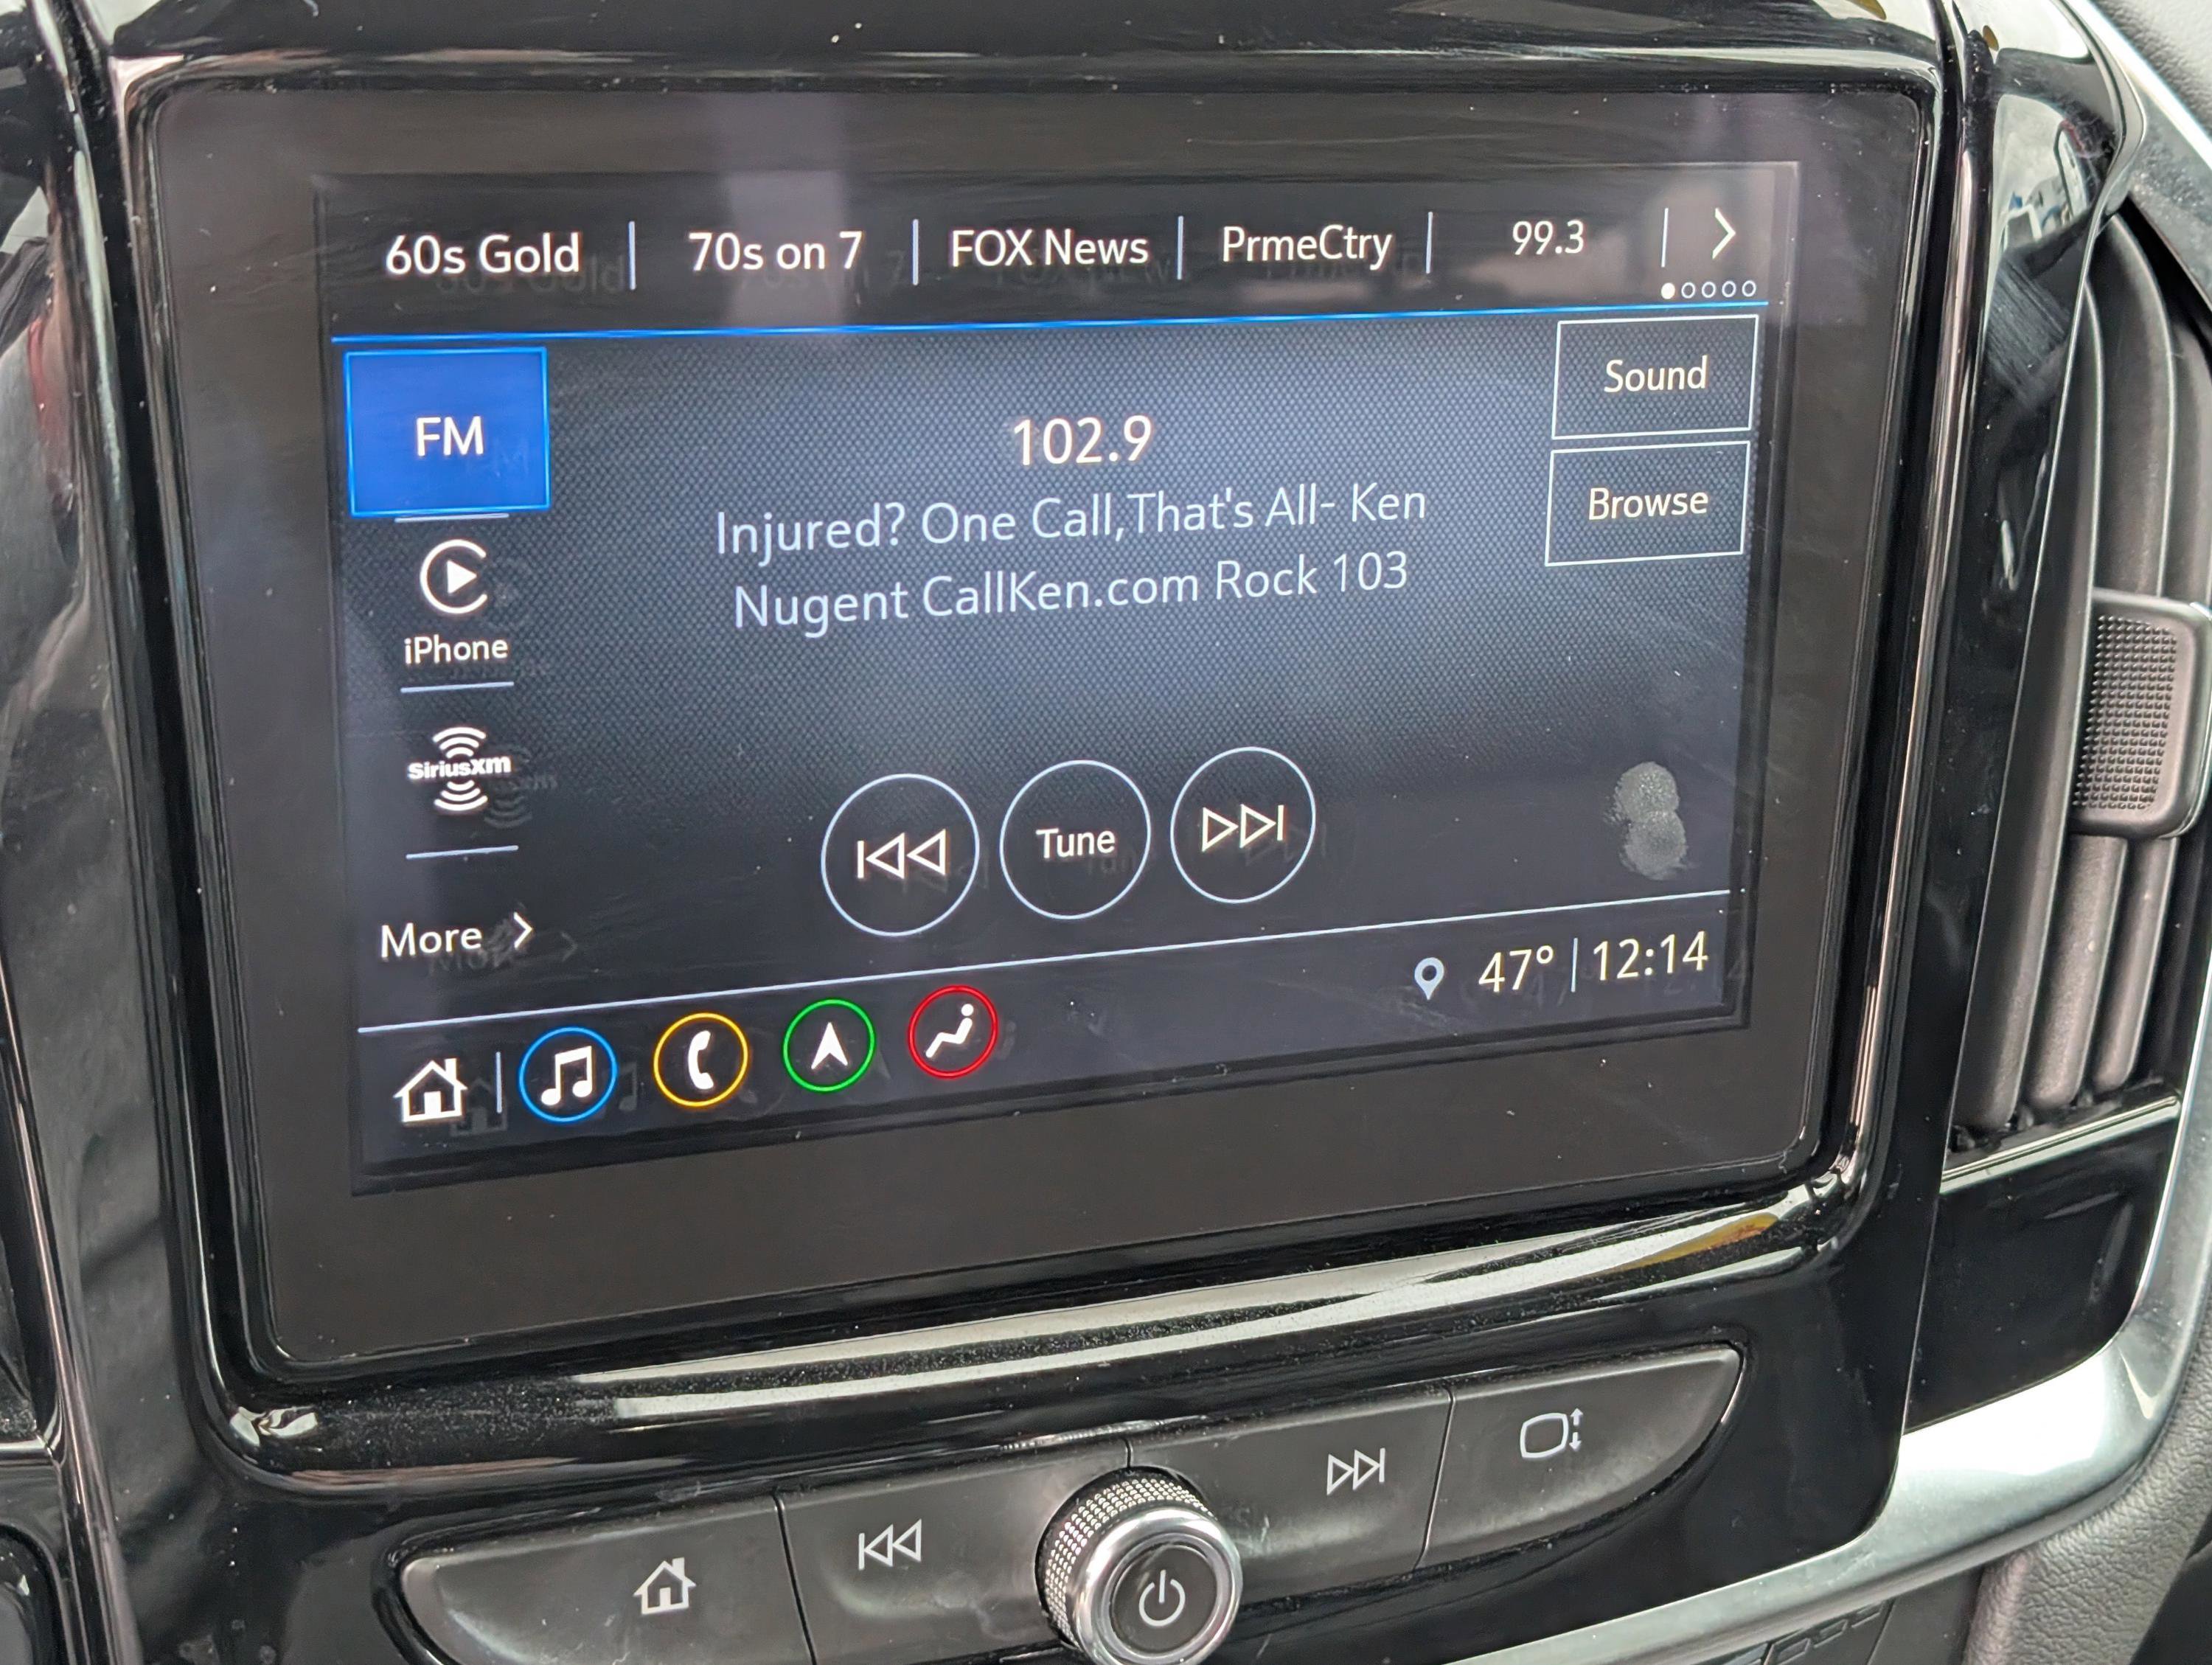 60s Gold | 70s on 7 | FOX News | PrmeCtry | 99.3
FM
Sound
102.9
Browse
Injured? One Call,That's All- Ken
Nugent CallKen.com Rock 103
iPhone
SiriusXm
Tune
More
47° | 12:14